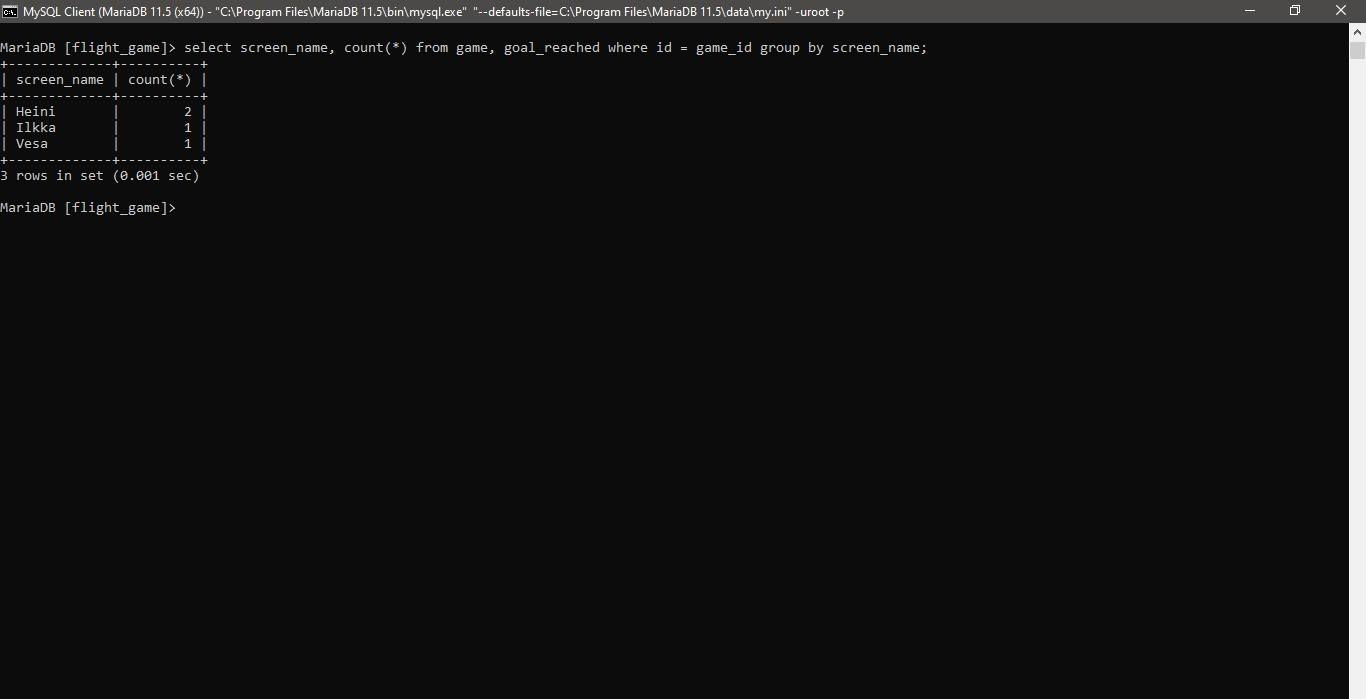 MySQL Client (MariaDB 11.5 (x64)) - "C:\Program Files\MariaDB 11.5\bin\mysql.exe" "--defaults-file=C:\Program Files\MariaDB 11.5\data\my.ini" -uroot -p
MariaDB [flight_game]> select screen_name, count(*) from game, goal_reached where id = game_id group by screen_name;
+-------------+----------+
| screen_name | count(*) |
+-------------+----------+
| Heini       |        2 |
| Ilkka       |        1 |
| Vesa        |        1 |
+-------------+----------+
3 rows in set (0.001 sec)
MariaDB [flight_game]>